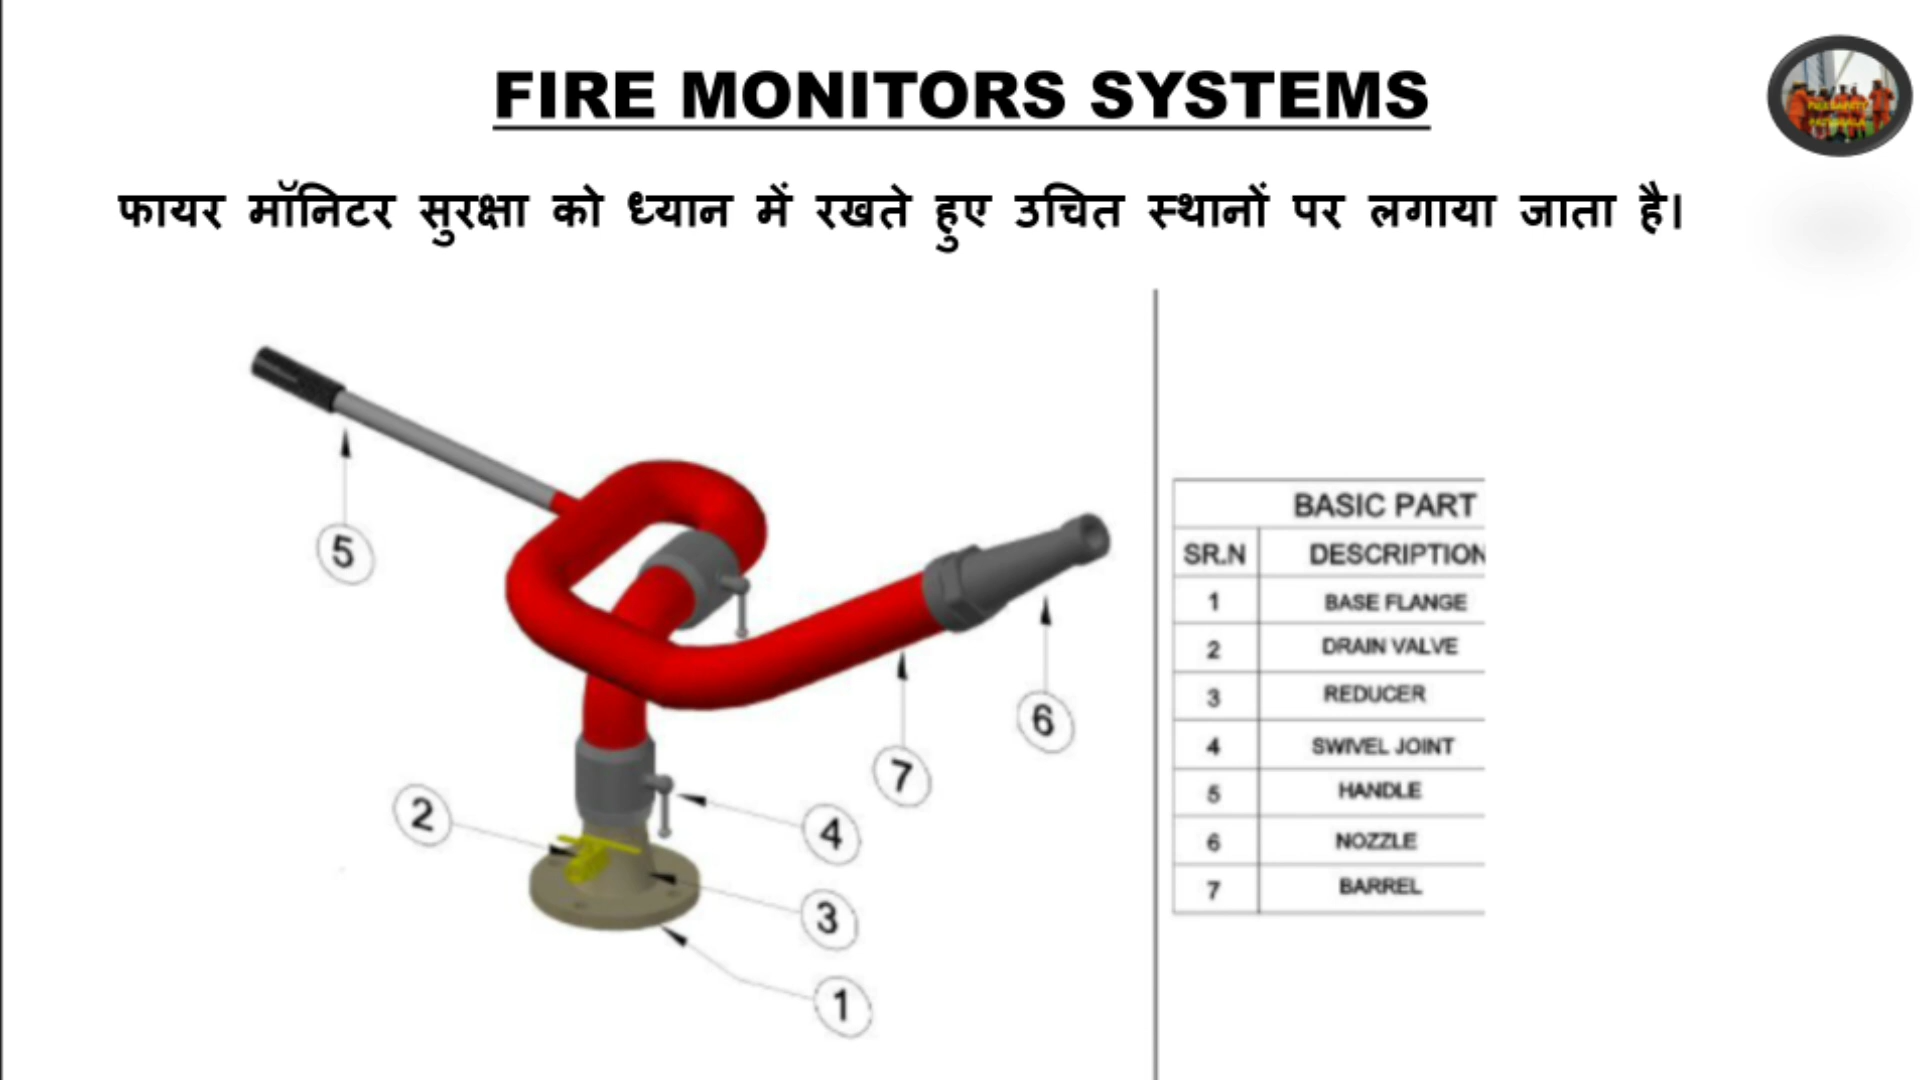 FIRE MONITORS SYSTEMS
फायर मॉनिटर सुरक्षा को ध्यान में रखते हुए उचित स्थानों पर लगाया जाता है।
5
6
7
2
4
3
1
BASIC PART
SR.N DESCRIPTION
1 BASE FLANGE
2 DRAIN VALVE
3 REDUCER
4 SWIVEL JOINT
5 HANDLE
6 NOZZLE
7 BARREL